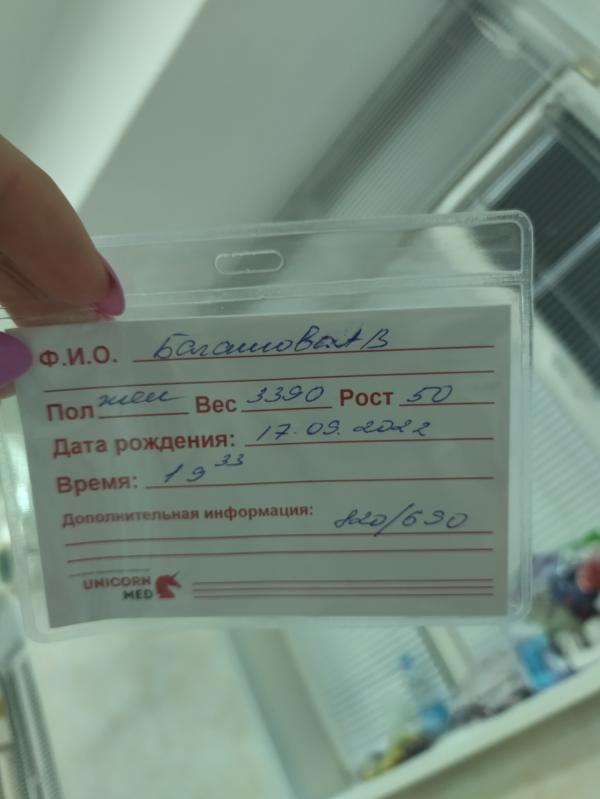 Ф.И.О. Багашова А В
Пол жен Вес 3390 Рост 50
Дата рождения: 17.09.2022
Время: 19 33
Дополнительная информация: 820/690
UNICORN
MED